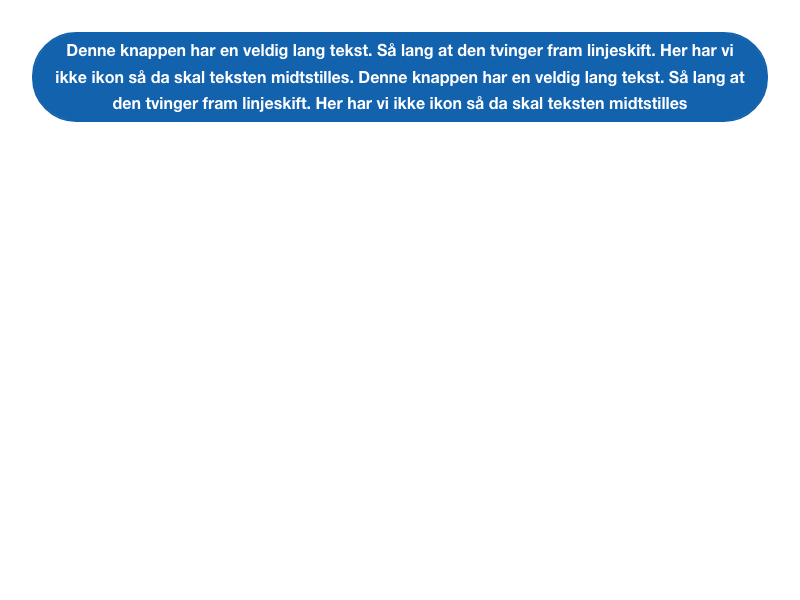 Denne knappen har en veldig lang tekst. Så lang at den tvinger fram linjeskift. Her har vi
ikke ikon så da skal teksten midtstilles. Denne knappen har en veldig lang tekst. Så lang at
den tvinger fram linjeskift. Her har vi ikke ikon så da skal teksten midtstilles